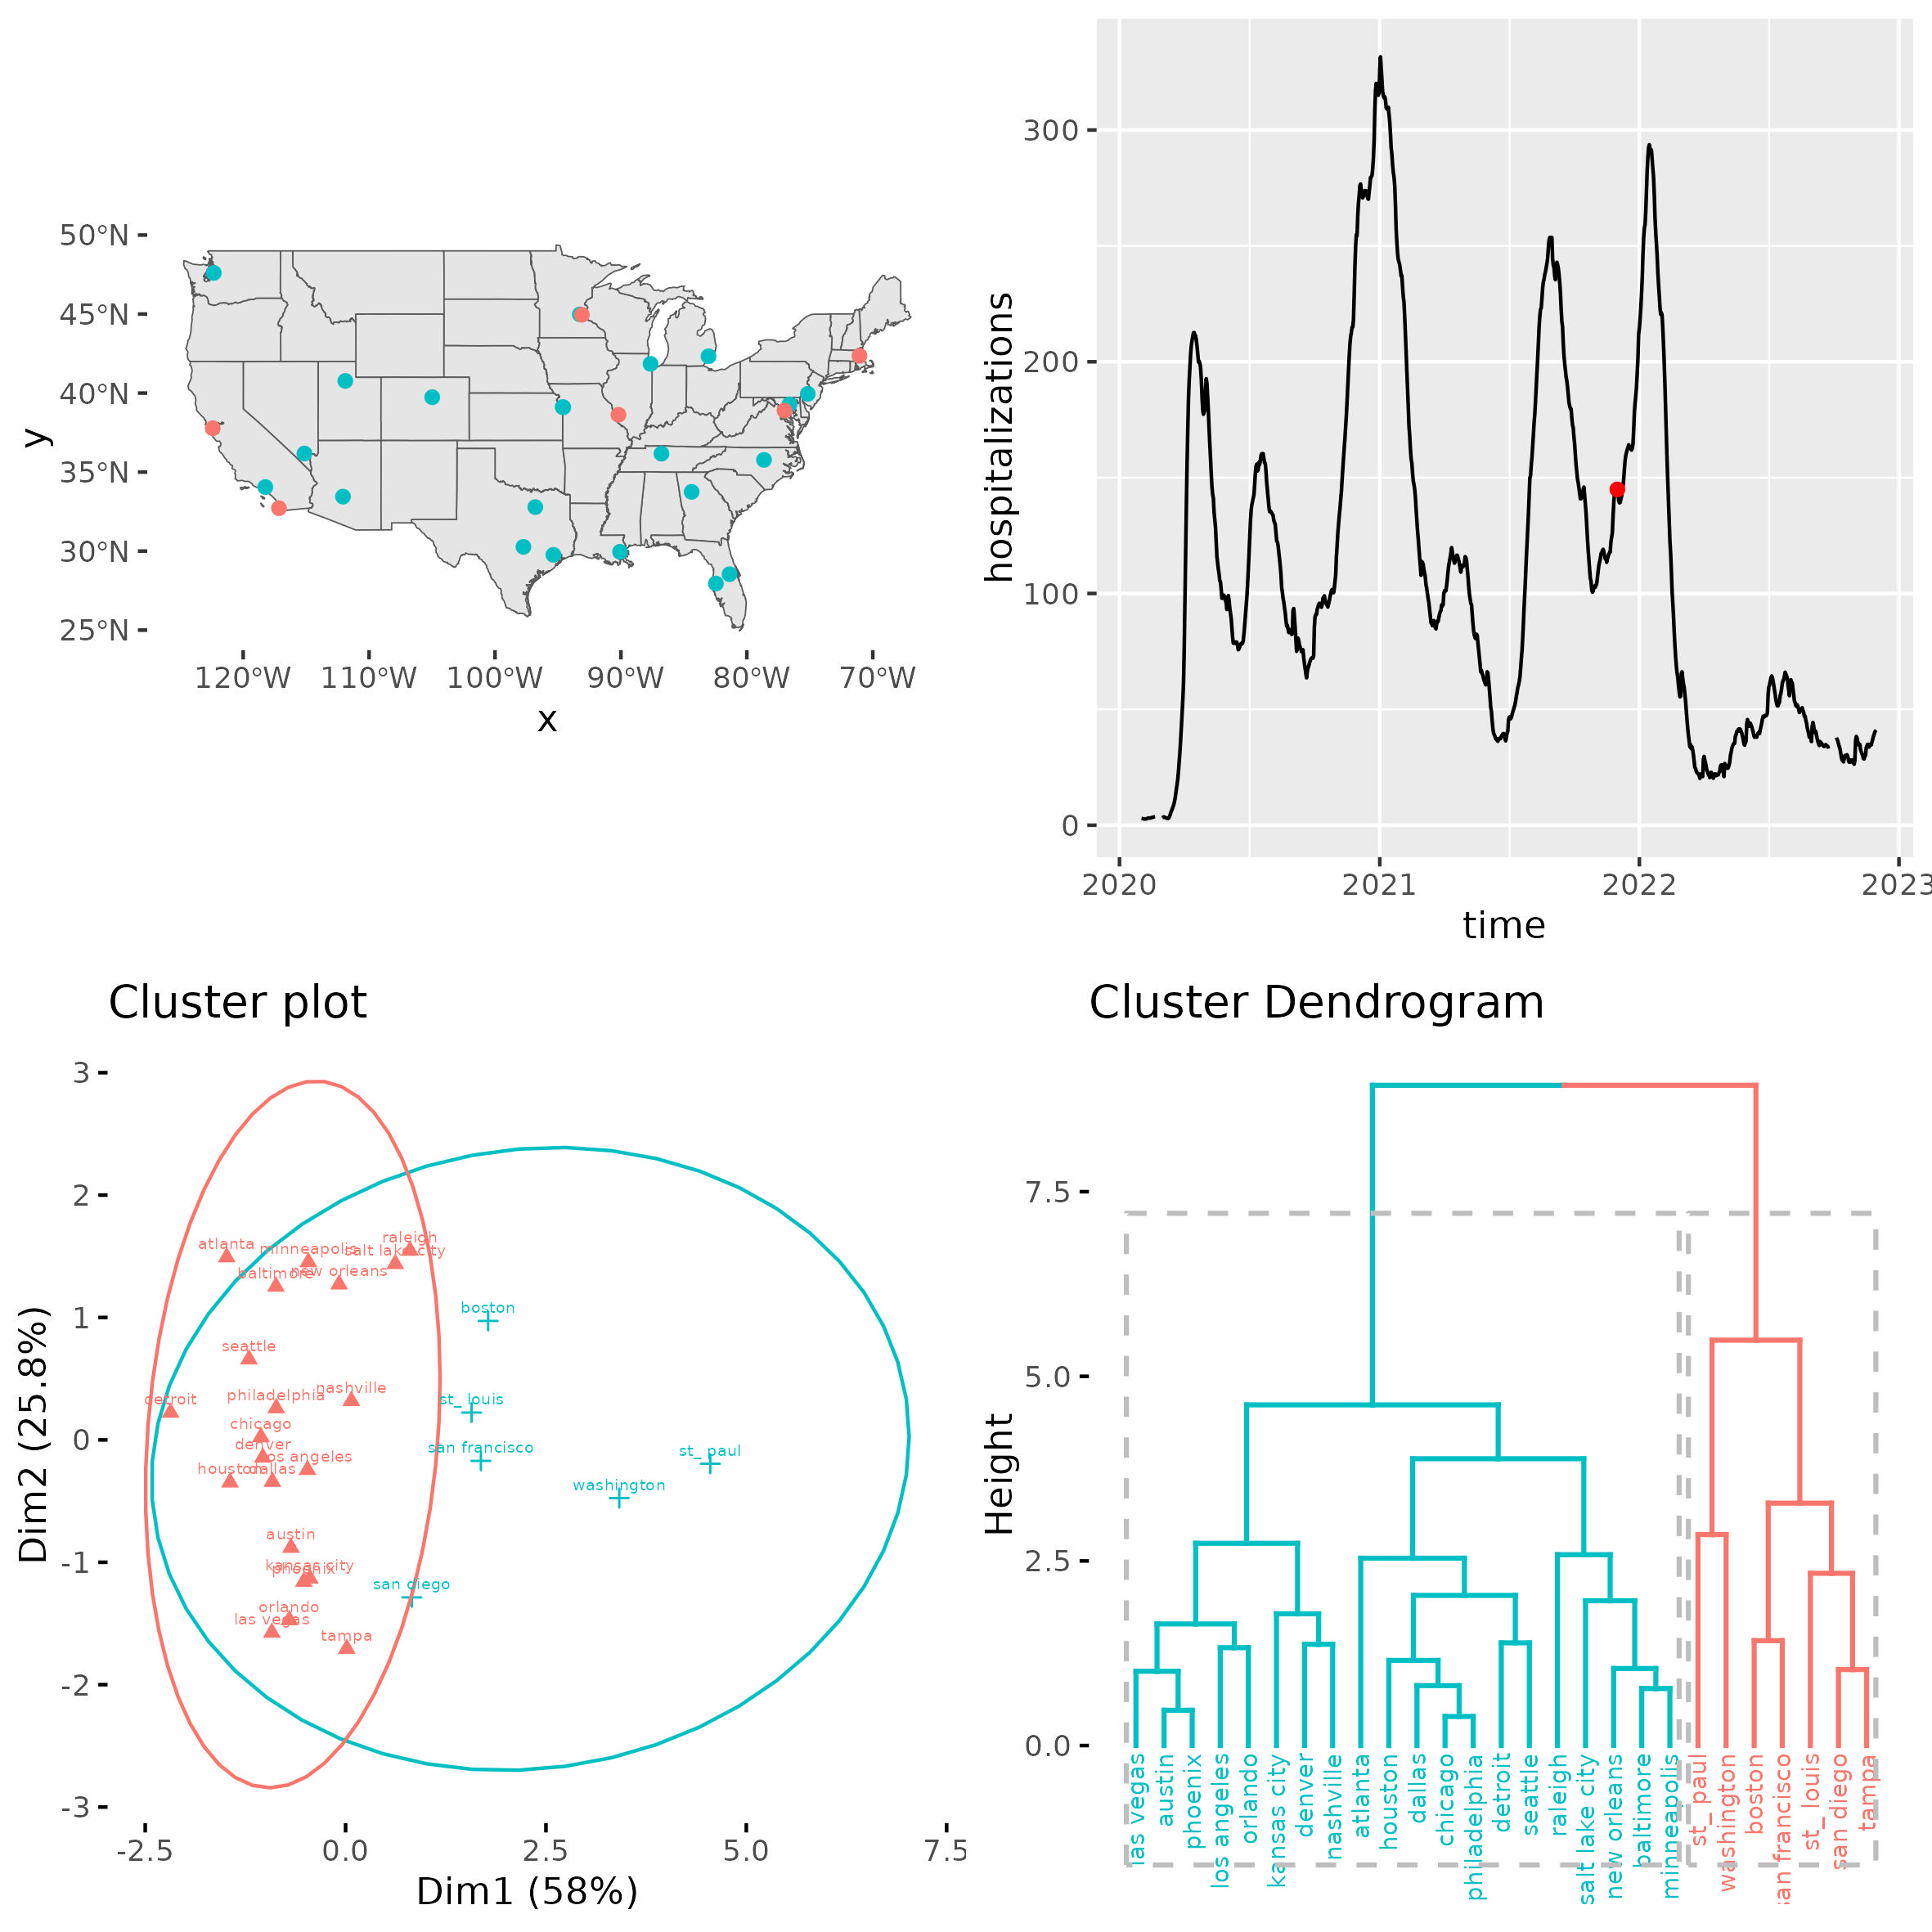 50°N
45°N
40°N
35°N
30°N
25°N
y
120°W 110°W 100°W 90°W 80°W 70°W
x
300
200
100
0
hospitalizations
2020 2021 2022 2023
time
Cluster plot
3
2
1
0
-1
-2
-3
Dim2 (25.8%)
raleigh
atlanta
minneapolis
salt lake city
baltimore
new orleans
boston
seattle
nashville
philadelphia
detroit
st_louis
chicago
denver
san francisco
st_paul
los angeles
houston
dallas
washington
austin
kansas city
phoenix
san diego
orlando
las vegas
tampa
-2.5 0.0 2.5 5.0 7.5
Dim1 (58%)
Cluster Dendrogram
7.5
5.0
2.5
0.0
Height
las vegas
austin
phoenix
los angeles
orlando
kansas city
denver
nashville
atlanta
houston
dallas
chicago
philadelphia
detroit
seattle
raleigh
salt lake city
new orleans
baltimore
minneapolis
st_paul
washington
boston
san francisco
st_louis
san diego
tampa